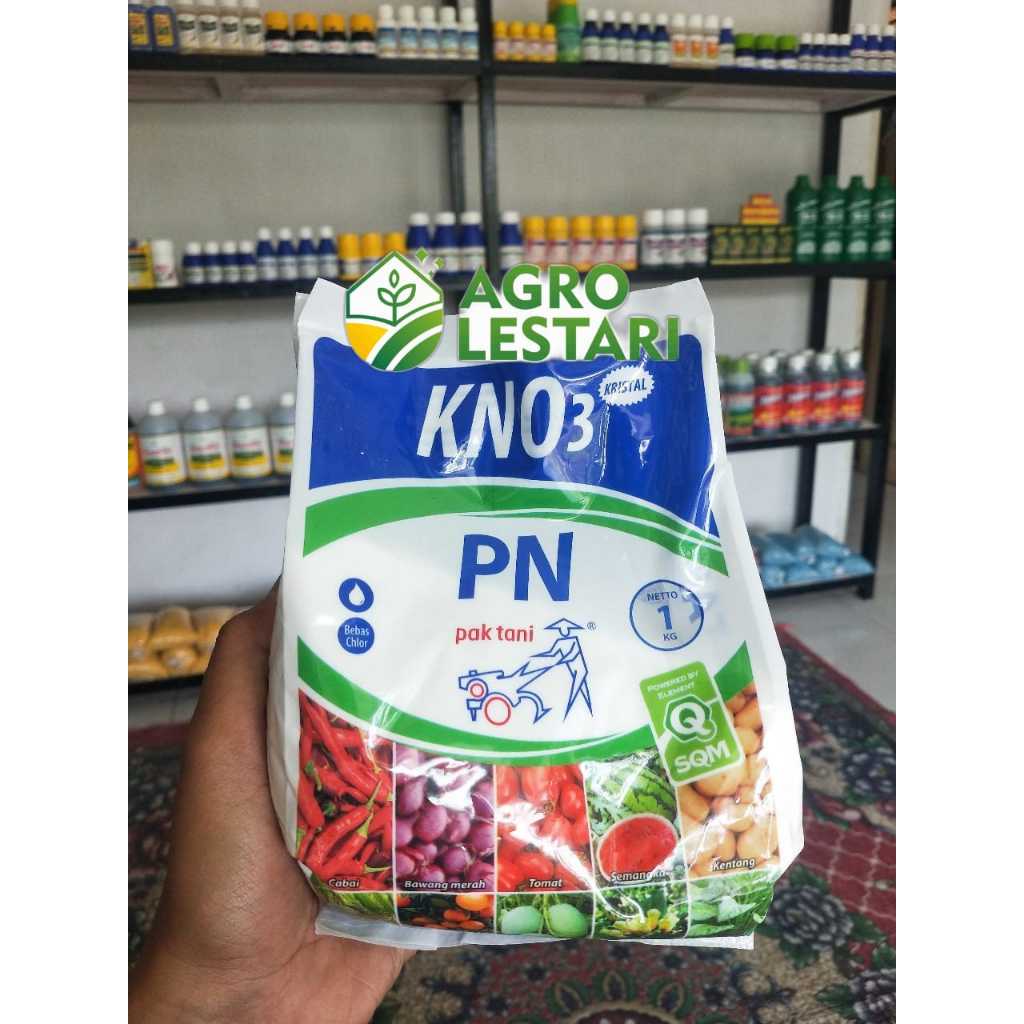 AGRO
LESTARI
KNO3
KRISTAL
PN
Bebas
Chlor
pak tani
®
NETTO
1
KG
POWERED BY
ELEMENT
Q
SQM
Cabai
Bawang merah
Tomat
Semangka
Kentang